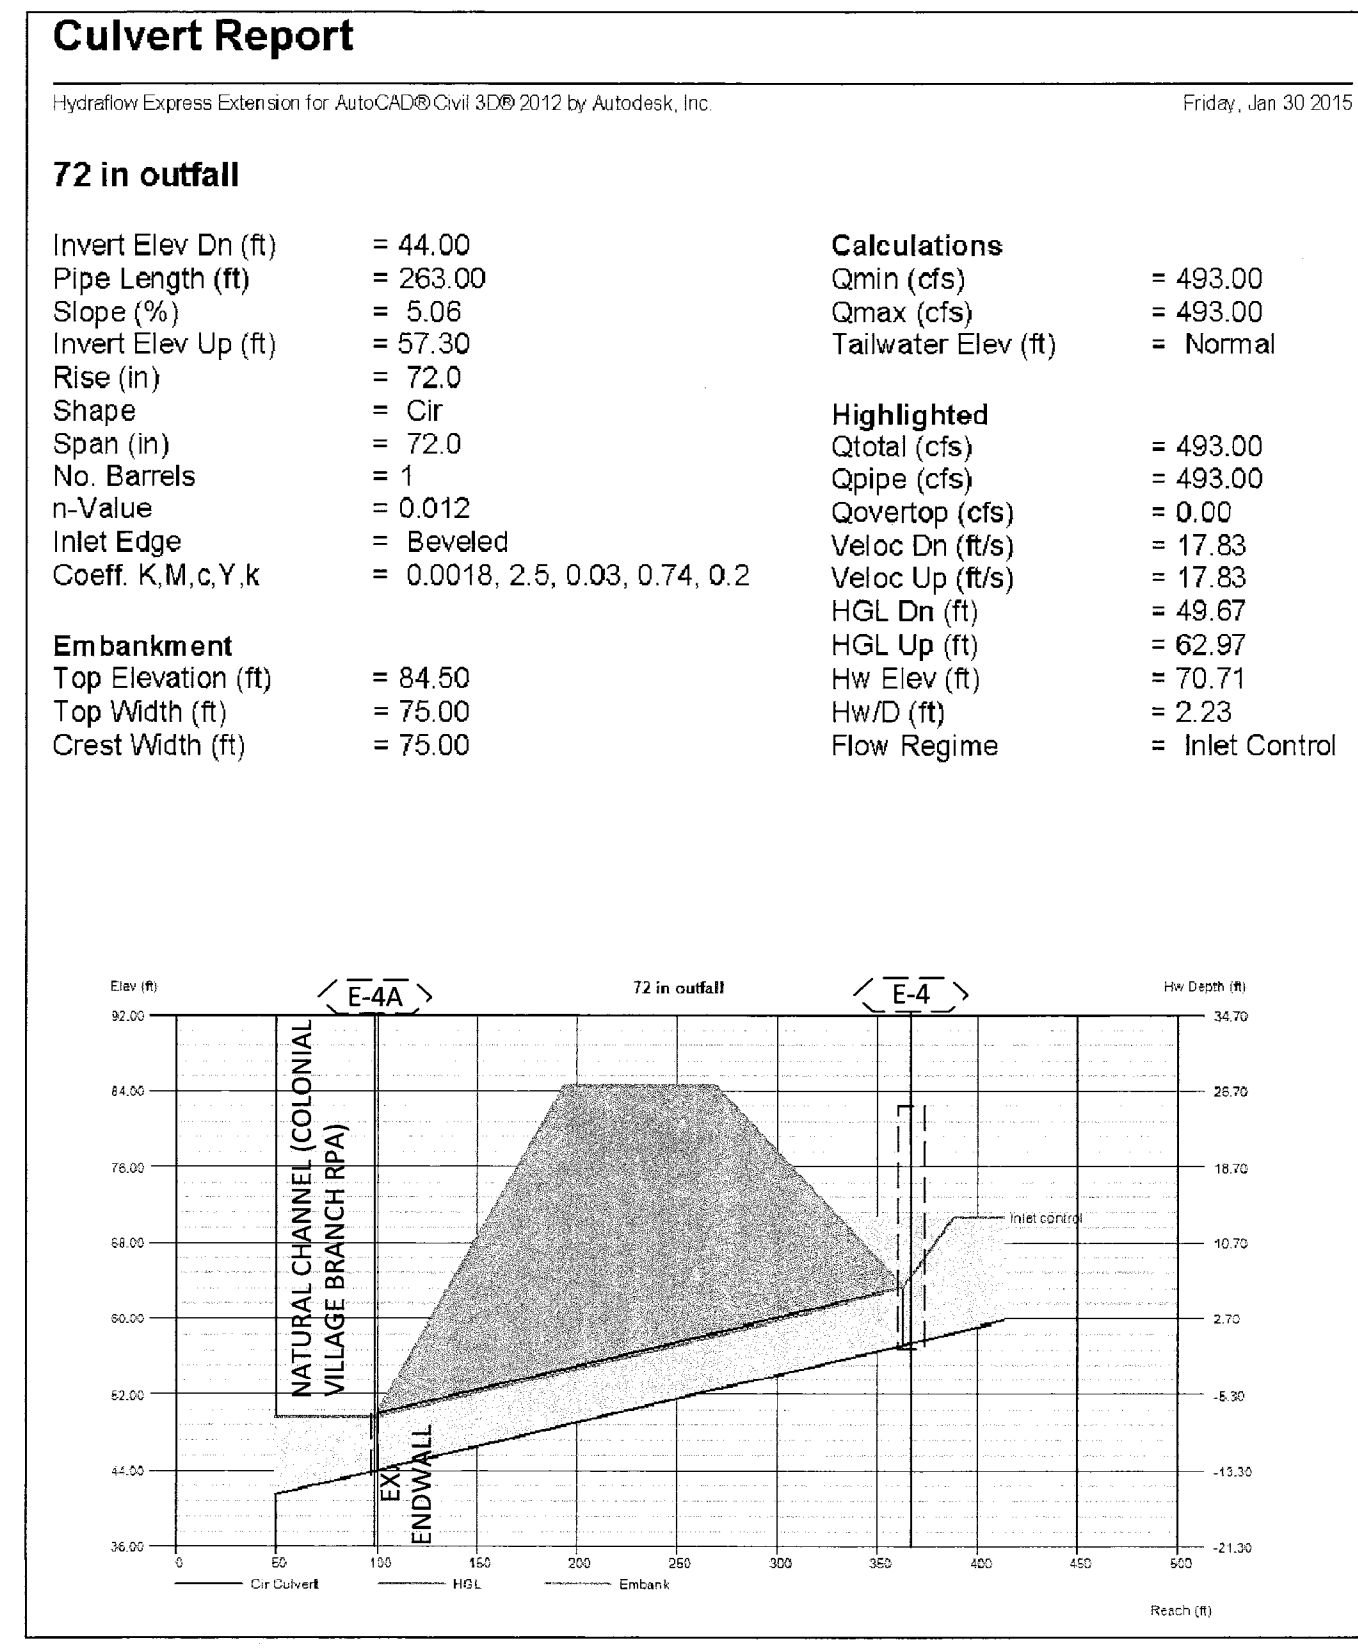 Culvert Report
Hydraflow Express Extension for AutoCAD® Civil 3D® 2012 by Autodesk, Inc.
Friday, Jan 30 2015
72 in outfall
Invert Elev Dn (ft) = 44.00
Pipe Length (ft) = 263.00
Slope (%) = 5.06
Invert Elev Up (ft) = 57.30
Rise (in) = 72.0
Shape = Cir
Span (in) = 72.0
No. Barrels = 1
n-Value = 0.012
Inlet Edge = Beveled
Coeff. K,M,c,Y,k = 0.0018, 2.5, 0.03, 0.74, 0.2
Embankment
Top Elevation (ft) = 84.50
Top Width (ft) = 75.00
Crest Width (ft) = 75.00
Calculations
Qmin (cfs) = 493.00
Qmax (cfs) = 493.00
Tailwater Elev (ft) = Normal
Highlighted
Qtotal (cfs) = 493.00
Qpipe (cfs) = 493.00
Qovertop (cfs) = 0.00
Veloc Dn (ft/s) = 17.83
Veloc Up (ft/s) = 17.83
HGL Dn (ft) = 49.67
HGL Up (ft) = 62.97
Hw Elev (ft) = 70.71
Hw/D (ft) = 2.23
Flow Regime = Inlet Control
Elev (ft)
E-4A
72 in outfall
E-4
Hw Depth (ft)
92.00
84.00
76.00
68.00
60.00
52.00
44.00
36.00
34.70
26.70
18.70
10.70
2.70
-5.30
-13.30
-21.30
NATURAL CHANNEL (COLONIAL
VILLAGE BRANCH RPA)
EX
ENDWALL
Inlet control
0 50 100 150 200 250 300 350 400 450 500
Cir Culvert HGL Embank
Reach (ft)